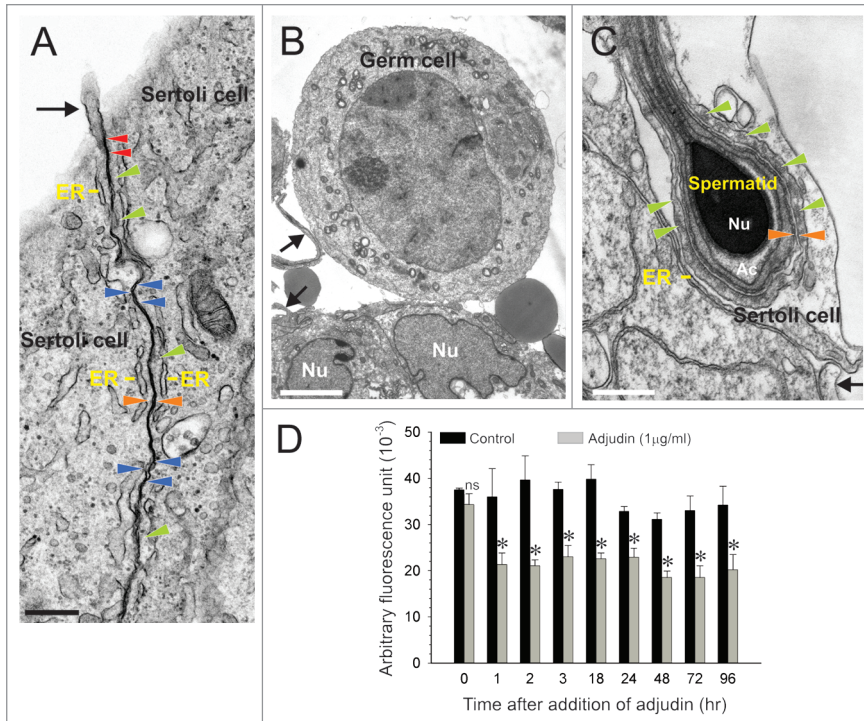 A
Sertoli cell
ER
Sertoli cell
ER
ER
B
Germ cell
Nu
Nu
C
Spermatid
Nu
Ac
ER
Sertoli cell
D
Arbitrary fluorescence unit (10⁻³)
50
40
30
20
10
0
Control
Adjudin (1μg/ml)
ns
* * * * * * * *
0 1 2 3 18 24 48 72 96
Time after addition of adjudin (hr)